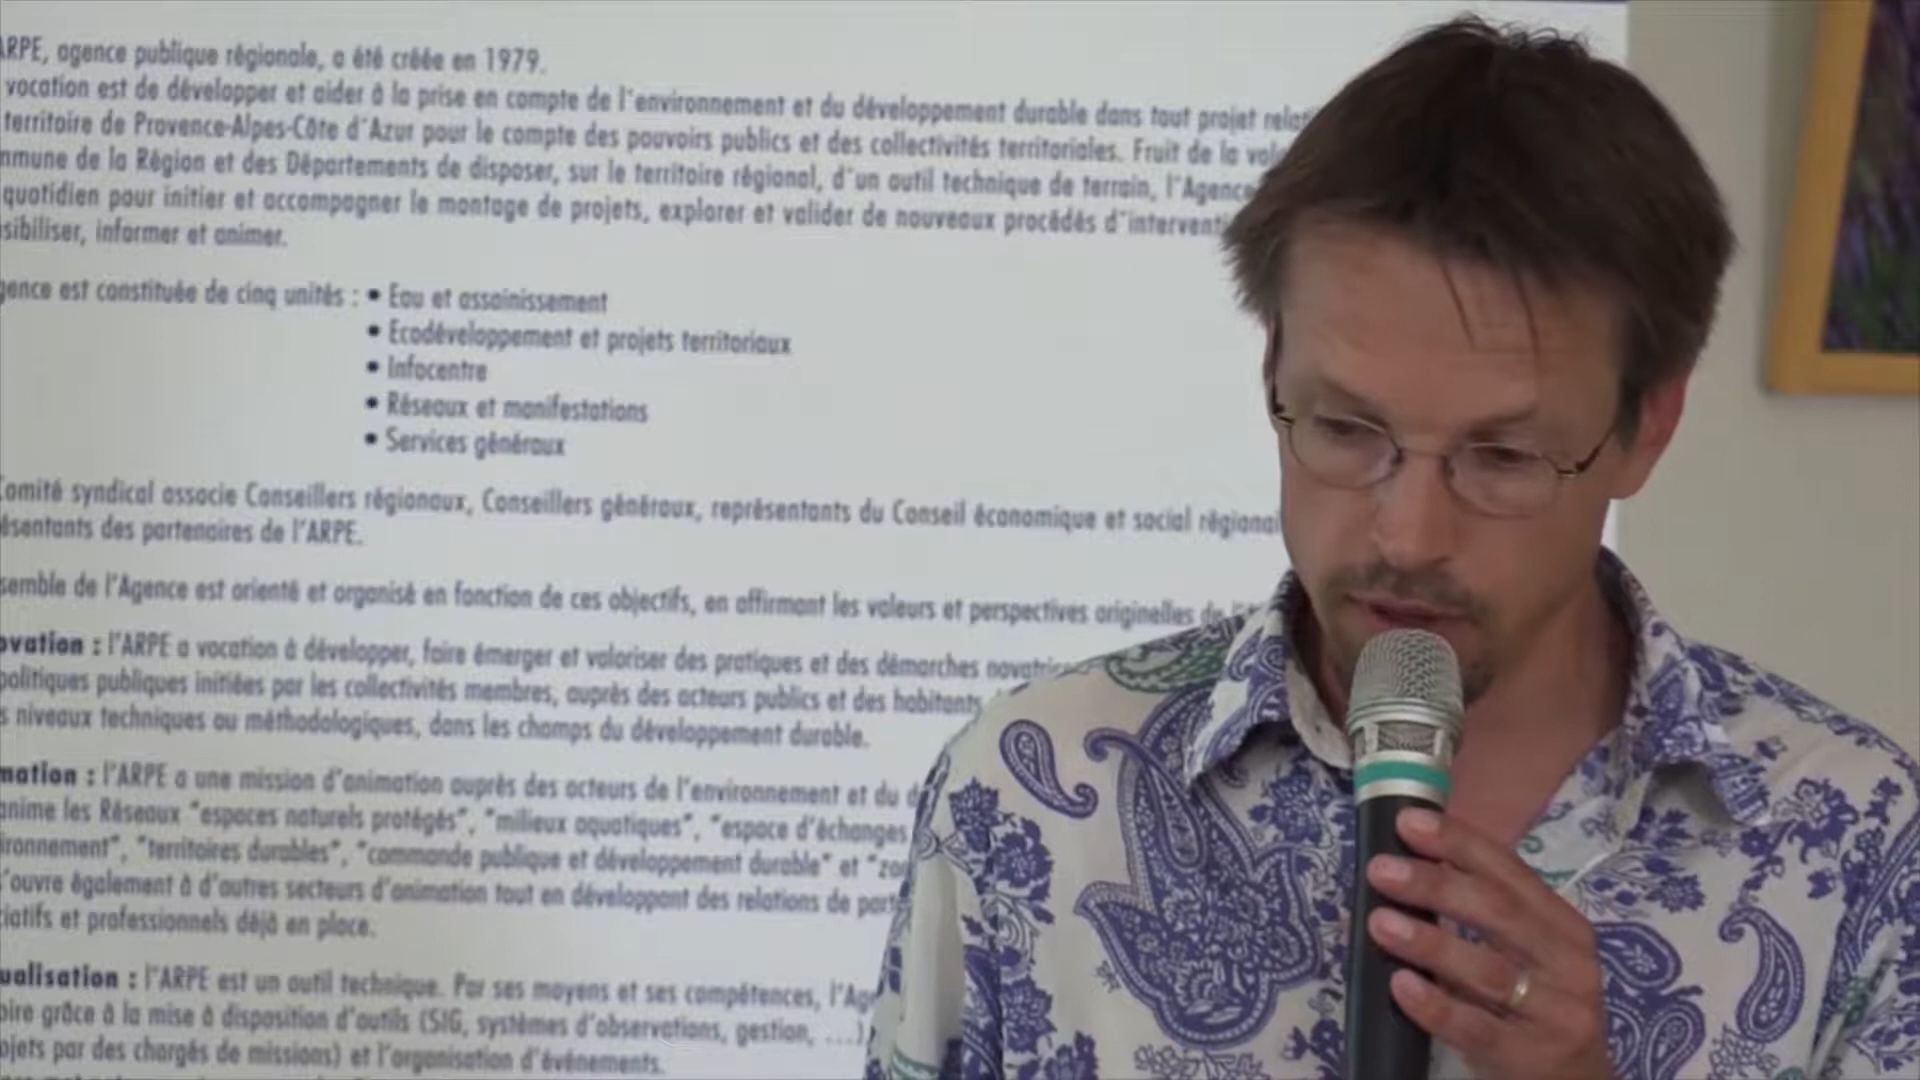 ARPE, agence publique régionale, a été créée en 1979.
vocation est de développer et aider à la prise en compte de l'environnement et du développement durable dans tout projet relat
territoire de Provence-Alpes-Côte d'Azur pour le compte des pouvoirs publics et des collectivités territoriales. Fruit de la vol
mmune de la Région et des Départements de disposer, sur le territoire régional, d'un outil technique de terrain, l'Agence
quotidien pour initier et accompagner le montage de projets, explorer et valider de nouveaux procédés d'interventi
sibiliser, informer et animer.
gence est constituée de cinq unités : • Eau et assainissement
• Ecodéveloppement et projets territoriaux
• Infocentre
• Réseaux et manifestations
• Services généraux
Comité syndical associe Conseillers régionaux, Conseillers généraux, représentants du Conseil économique et social régional
ésentants des partenaires de l'ARPE.
semble de l'Agence est orienté et organisé en fonction de ces objectifs, en affirmant les valeurs et perspectives originelles de
ovation : l'ARPE a vocation à développer, faire émerger et valoriser des pratiques et des démarches novatrices
politiques publiques initiées par les collectivités membres, auprès des acteurs publics et des habitants
s niveaux techniques ou méthodologiques, dans les champs du développement durable.
mation : l'ARPE a une mission d'animation auprès des acteurs de l'environnement et du d
anime les Réseaux "espaces naturels protégés", "milieux aquatiques", "espace d'échanges
ironnement", "territoires durables", "commande publique et développement durable" et "zo
s'ouvre également à d'autres secteurs d'animation tout en développant des relations de part
ciatifs et professionnels déjà en place.
ualisation : l'ARPE est un outil technique. Par ses moyens et ses compétences, l'Age
oire grâce à la mise à disposition d'outils (SIG, systèmes d'observations, gestion, ...),
ojets par des chargés de missions) et l'organisation d'événements.